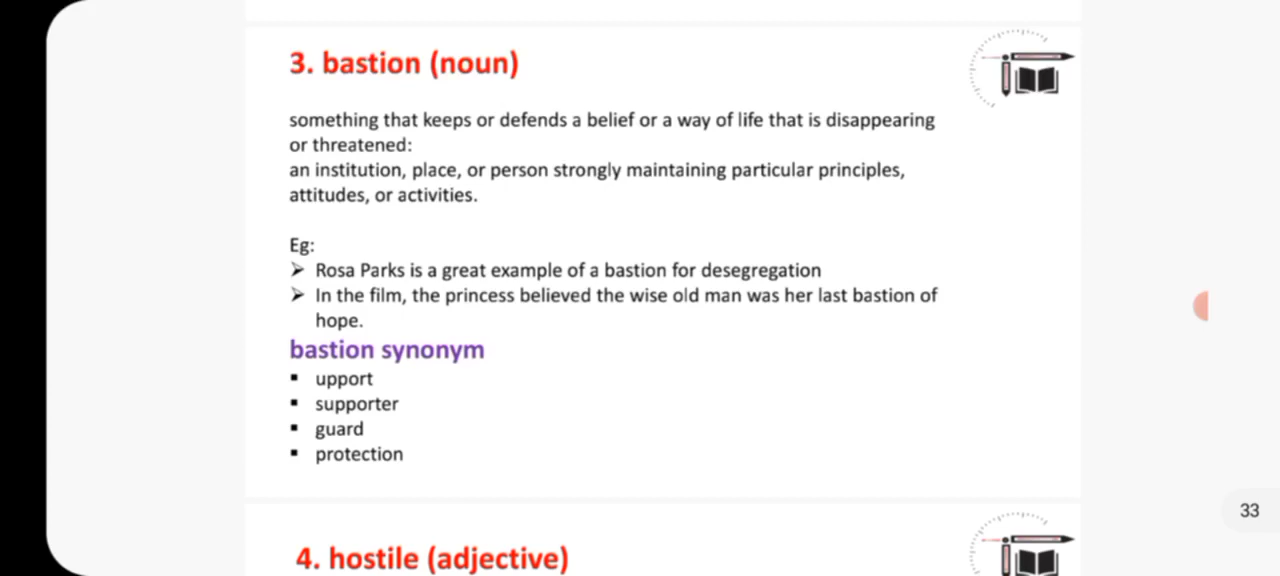 3. bastion (noun)
something that keeps or defends a belief or a way of life that is disappearing
or threatened:
an institution, place, or person strongly maintaining particular principles,
attitudes, or activities.
Eg:
➢ Rosa Parks is a great example of a bastion for desegregation
➢ In the film, the princess believed the wise old man was her last bastion of
hope.
bastion synonym
▪ upport
▪ supporter
▪ guard
▪ protection
33
4. hostile (adjective)